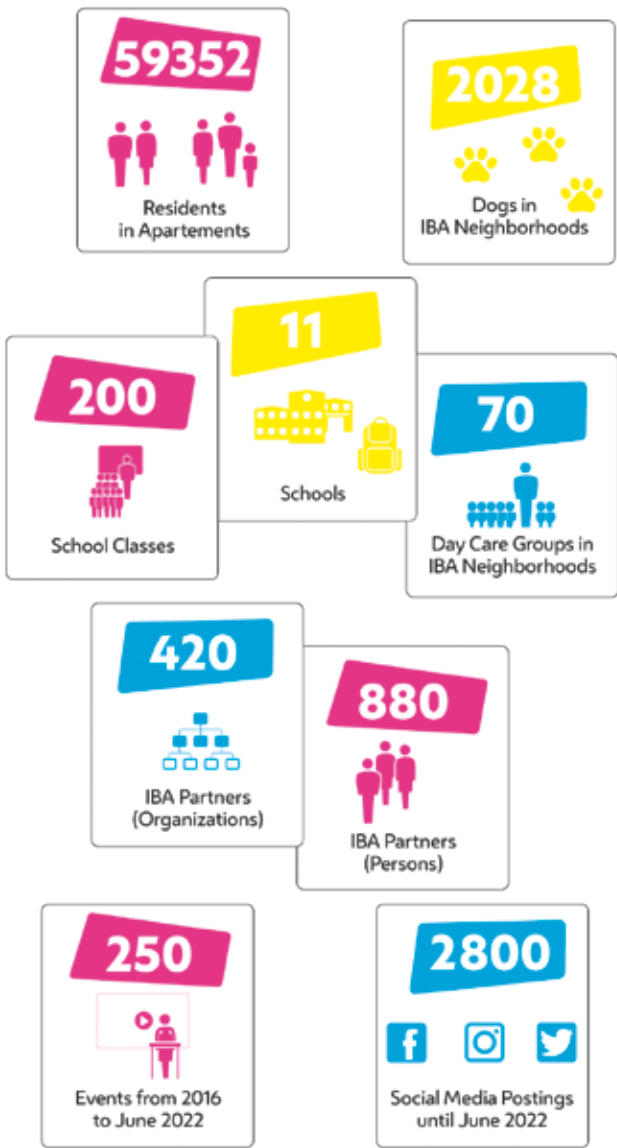 59352
Residents
in Apartements
2028
Dogs in
IBA Neighborhoods
11
Schools
200
School Classes
70
Day Care Groups in
IBA Neighborhoods
420
IBA Partners
(Organizations)
880
IBA Partners
(Persons)
250
Events from 2016
to June 2022
2800
Social Media Postings
until June 2022